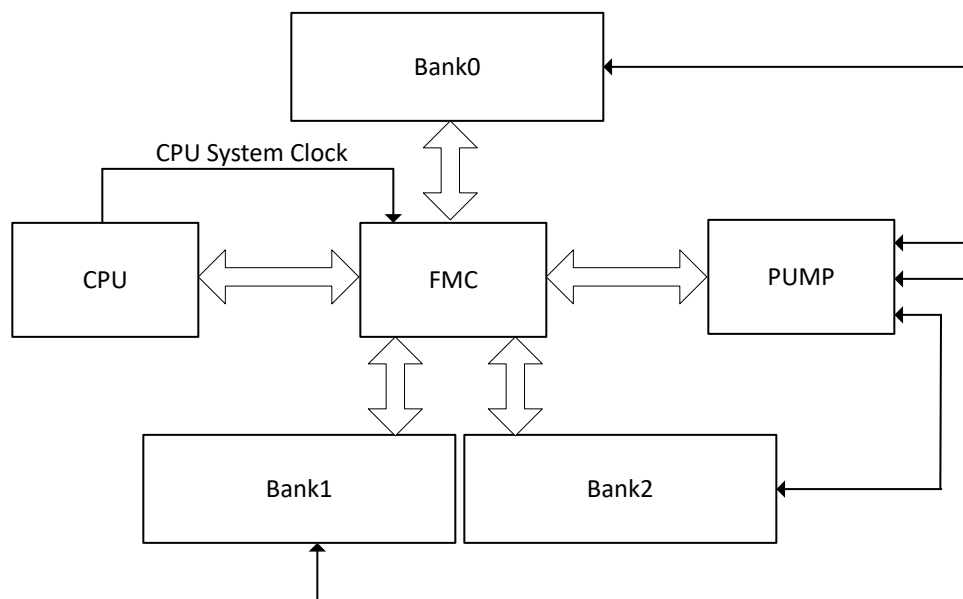 Bank0
CPU System Clock
CPU
FMC
PUMP
Bank1
Bank2